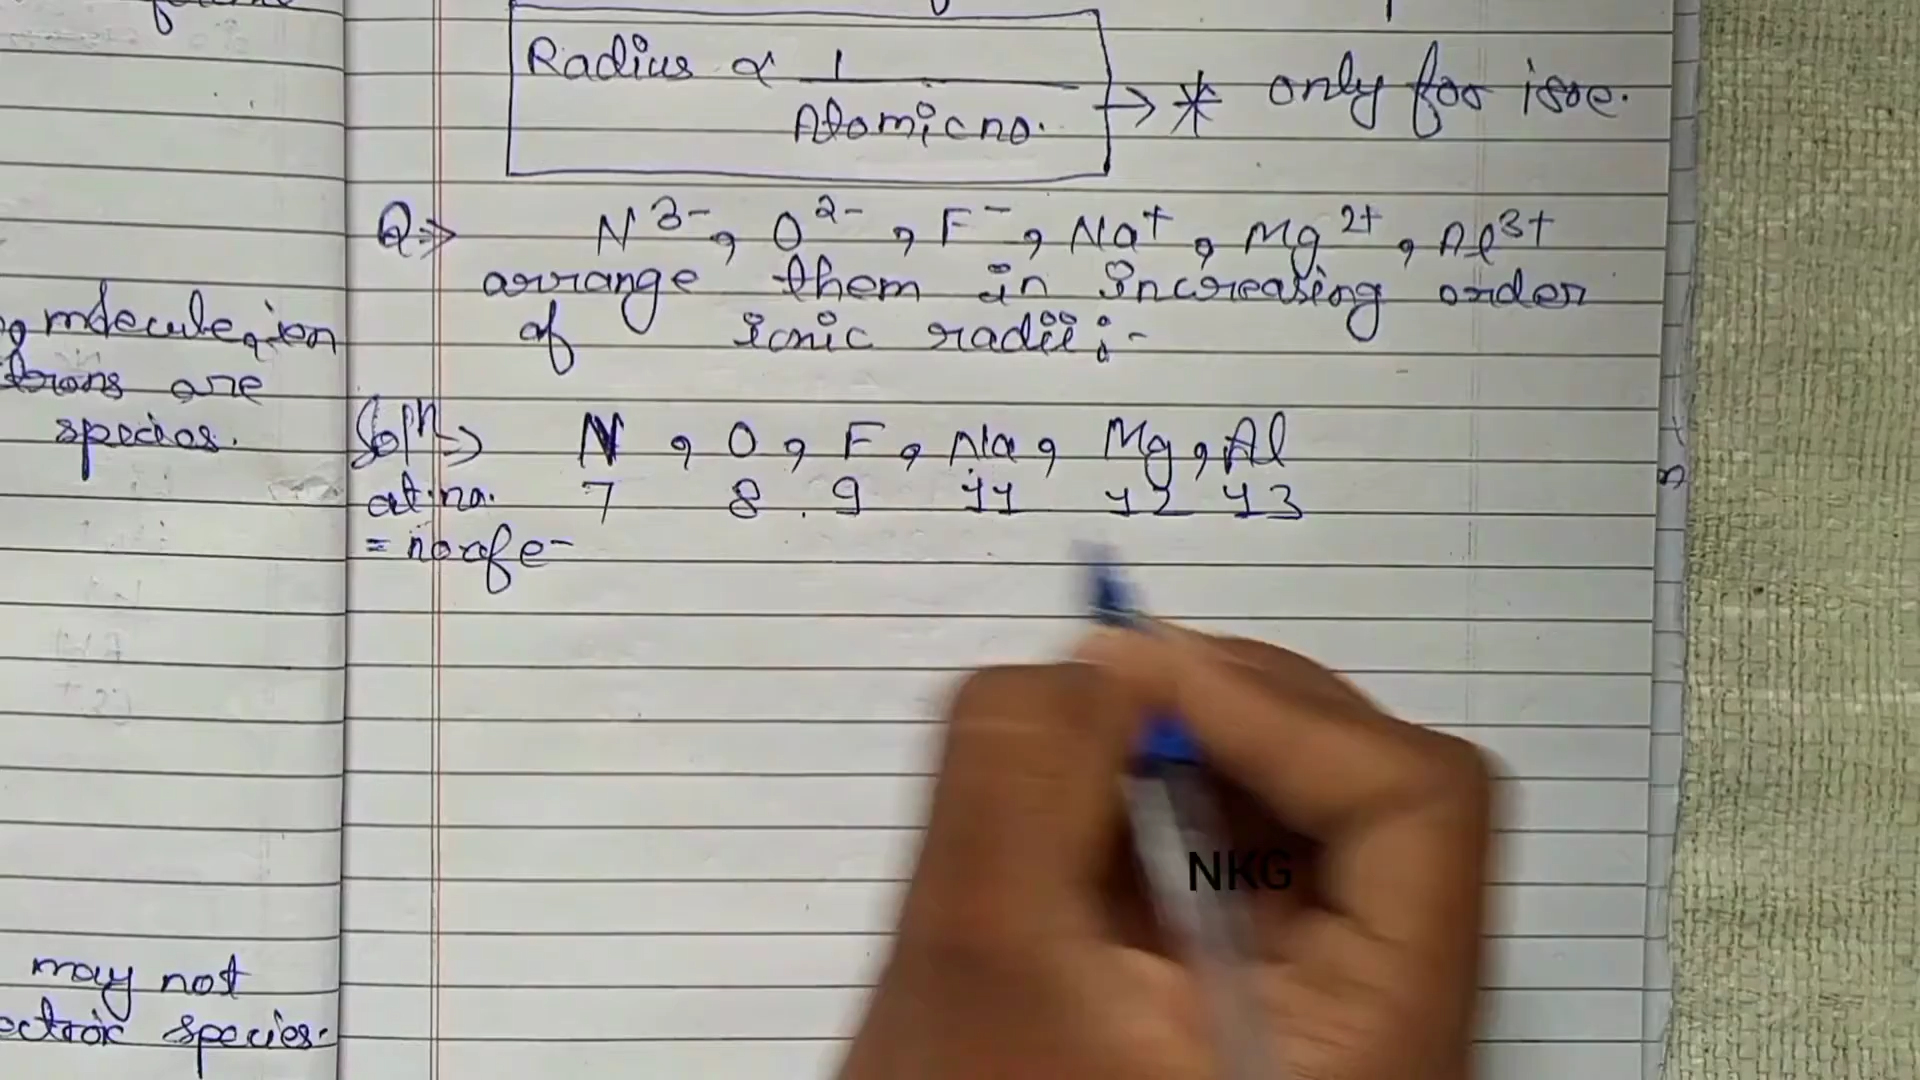 Radius ∝ 1
Atomic no. → * only for isoe.
Q⇒ N³⁻, O²⁻, F⁻, Na⁺, Mg²⁺, Al³⁺
arrange them in increasing order
of ionic radii:-
Solⁿ→ N, O, F, Na, Mg, Al
at. no. 7 8 9 11 12 13
= no of e⁻
molecule, ion
are
species.
may not
species.
NKG